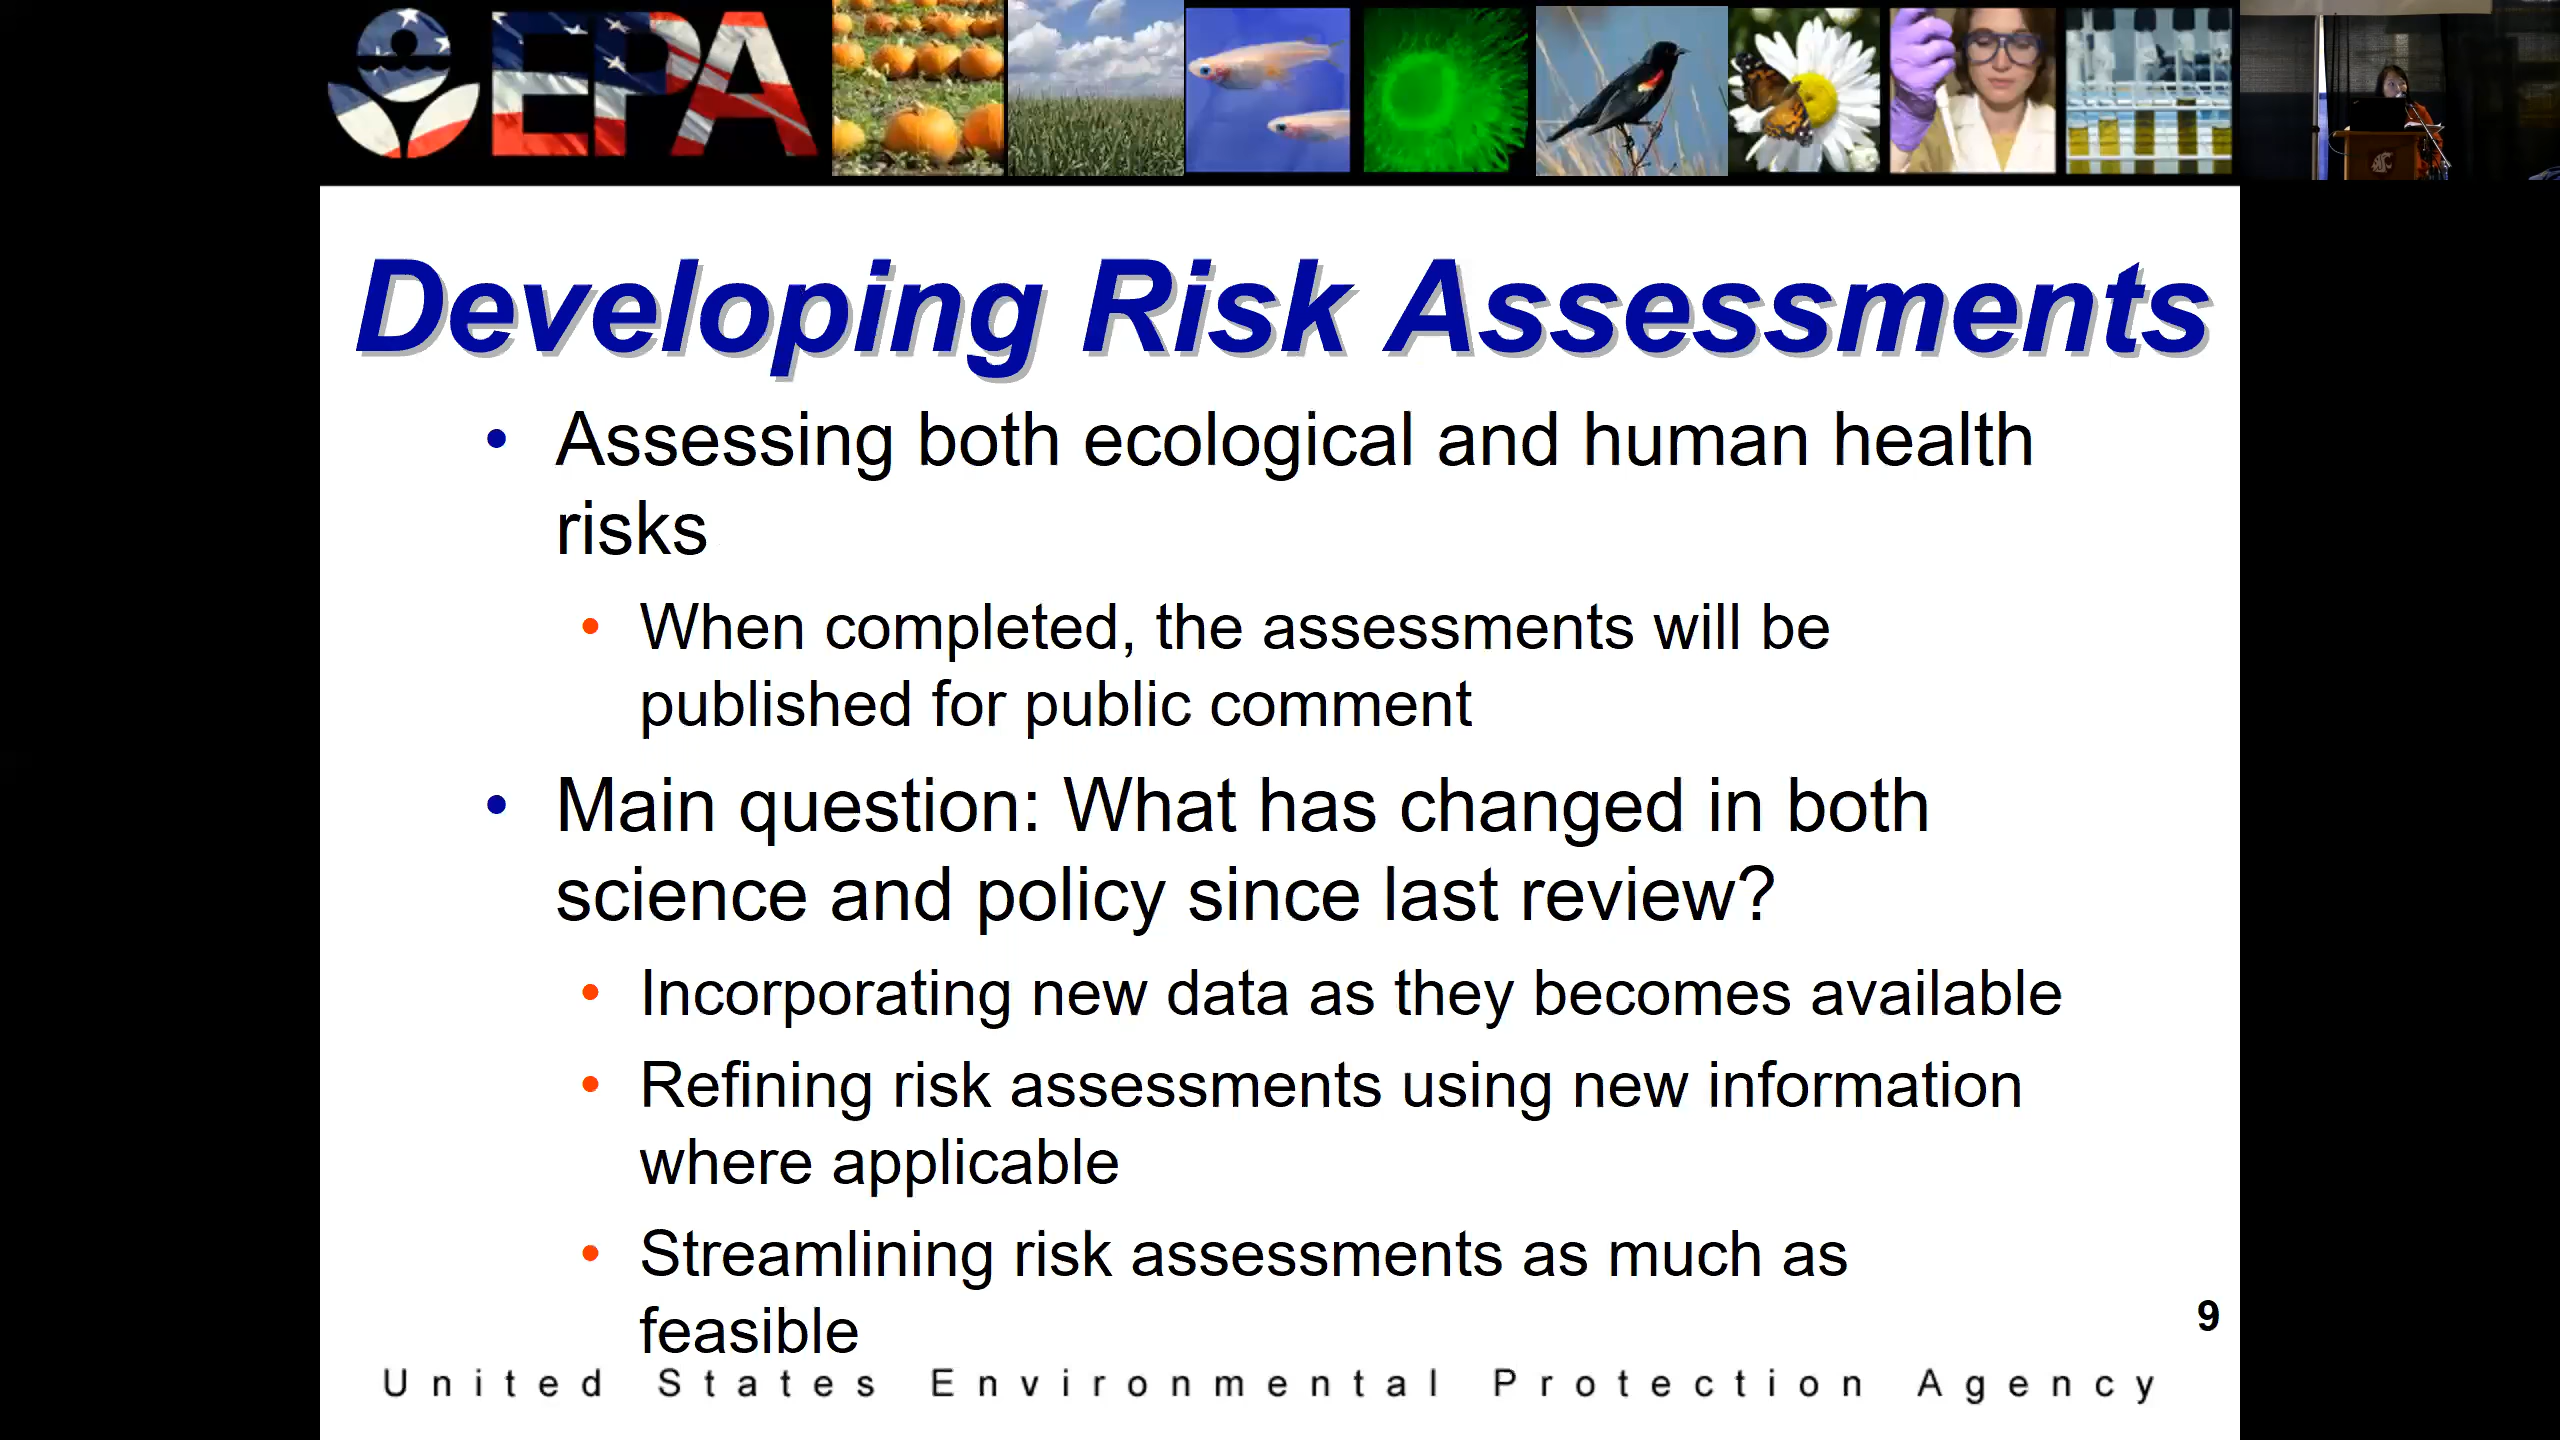 EPA
Developing Risk Assessments
• Assessing both ecological and human health
risks
• When completed, the assessments will be
published for public comment
• Main question: What has changed in both
science and policy since last review?
• Incorporating new data as they becomes available
• Refining risk assessments using new information
where applicable
• Streamlining risk assessments as much as
feasible
9
United States Environmental Protection Agency